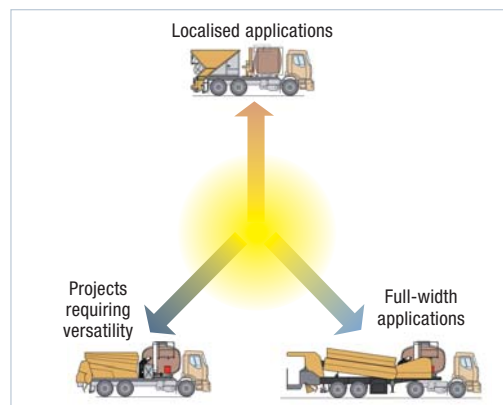 Localised applications
Projects
requiring
versatility
Full-width
applications